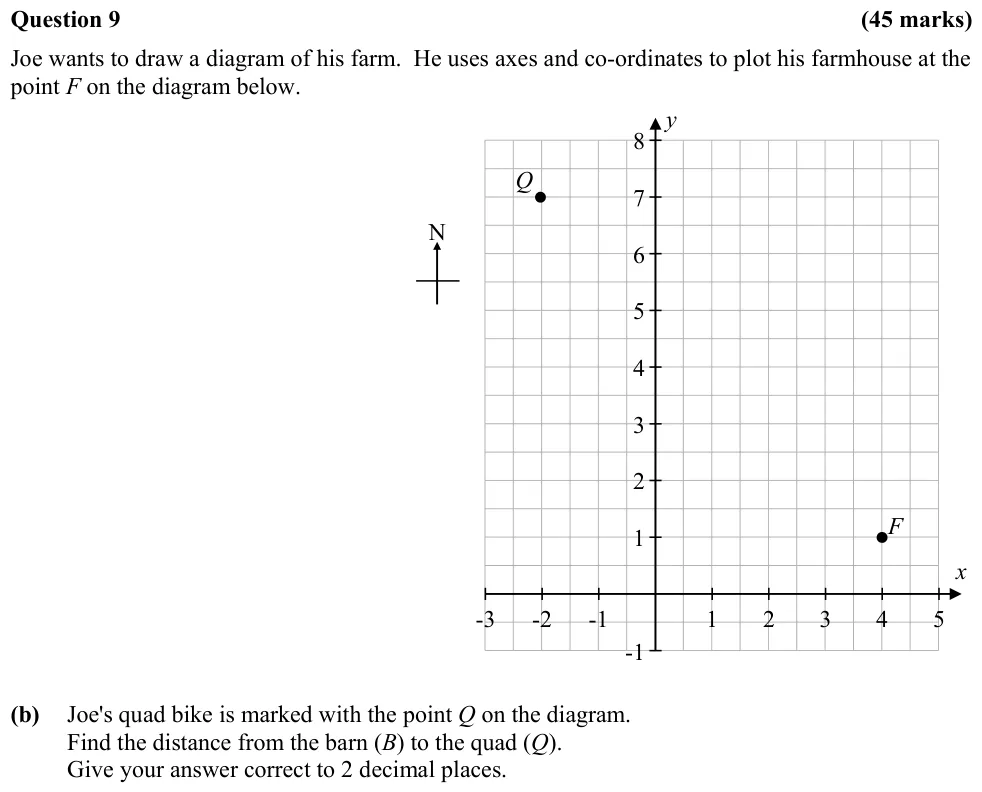 Question 9 (45 marks)
Joe wants to draw a diagram of his farm. He uses axes and co-ordinates to plot his farmhouse at the
point F on the diagram below.
y
8
Q
7
N
6
5
4
3
2
F
1
x
-3 -2 -1 1 2 3 4 5
-1
(b) Joe's quad bike is marked with the point Q on the diagram.
Find the distance from the barn (B) to the quad (Q).
Give your answer correct to 2 decimal places.